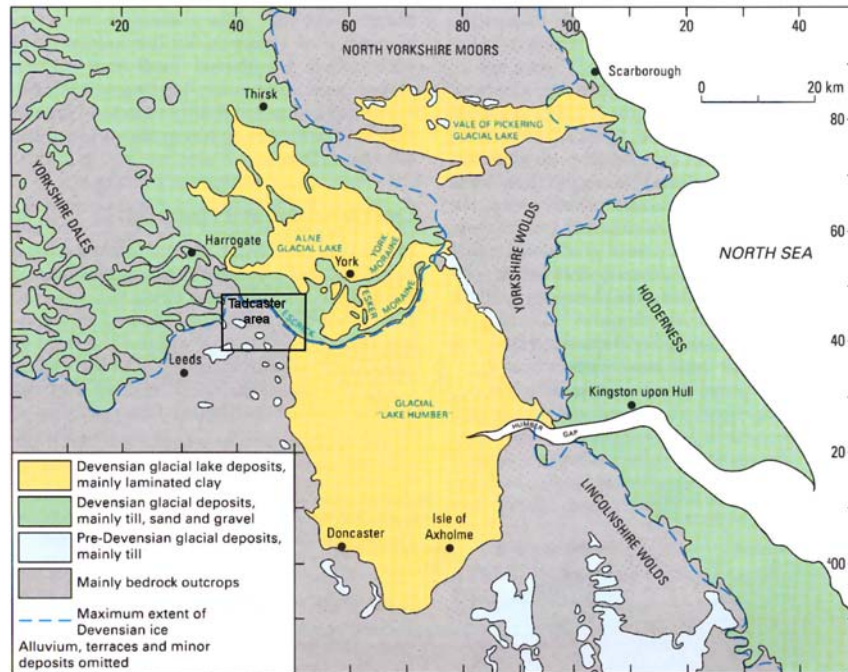 ⁴20
40
60
80
⁵00
20
40
NORTH YORKSHIRE MOORS
Scarborough
0
20 km
Thirsk
VALE OF PICKERING
GLACIAL LAKE
80
YORKSHIRE DALES
60
Harrogate
ALNE
GLACIAL LAKE
York
YORK
MORAINE
YORKSHIRE WOLDS
NORTH SEA
Tadcaster
area
ESCRICK
ESKER
MORAINE
HOLDERNESS
40
Leeds
GLACIAL
"LAKE HUMBER"
Kingston upon Hull
HUMBER
GAP
20
Devensian glacial lake deposits,
mainly laminated clay
Devensian glacial deposits,
mainly till, sand and gravel
Pre-Devensian glacial deposits,
mainly till
Mainly bedrock outcrops
Maximum extent of
Devensian ice
Alluvium, terraces and minor
deposits omitted
Doncaster
Isle of
Axholme
LINCOLNSHIRE WOLDS
⁴00